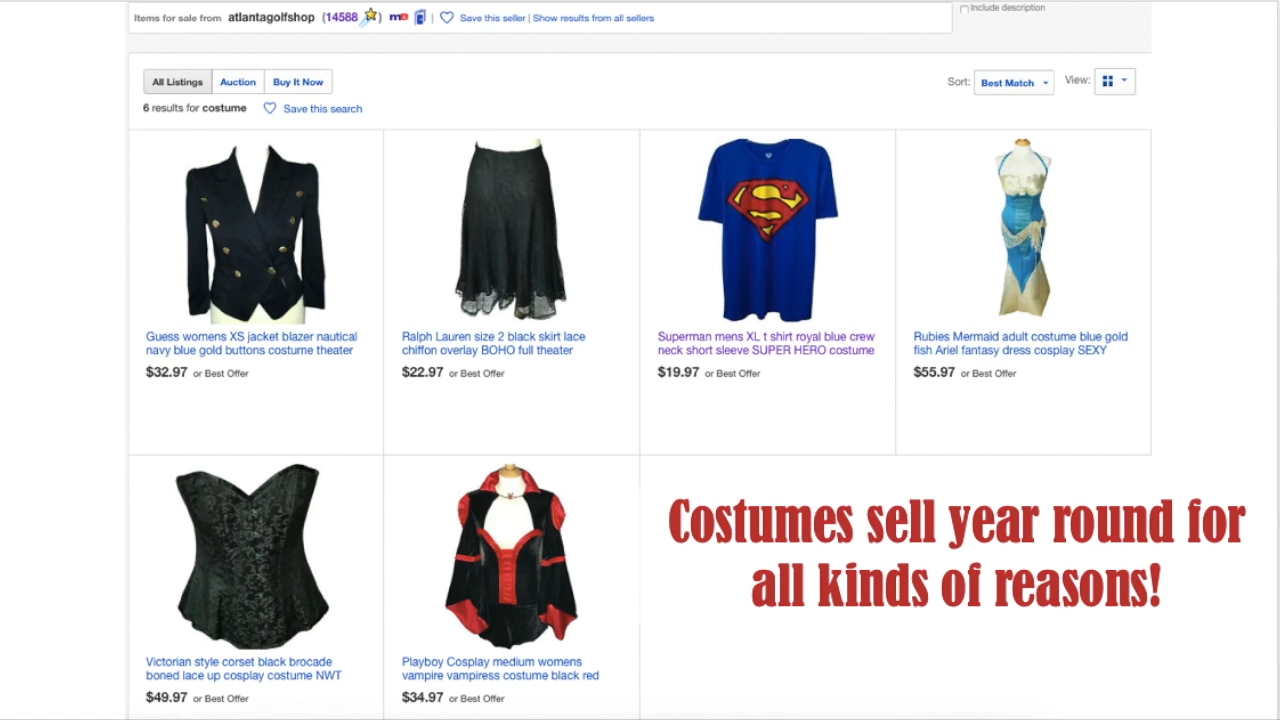 Items for sale from atlantagolfshop (14588 ) me | Save this seller | Show results from all sellers
Include description
All Listings Auction Buy It Now
Sort: Best Match View:
6 results for costume Save this search
Guess womens XS jacket blazer nautical
navy blue gold buttons costume theater
$32.97 or Best Offer
Ralph Lauren size 2 black skirt lace
chiffon overlay BOHO full theater
$22.97 or Best Offer
Superman mens XL t shirt royal blue crew
neck short sleeve SUPER HERO costume
$19.97 or Best Offer
Rubies Mermaid adult costume blue gold
fish Ariel fantasy dress cosplay SEXY
$55.97 or Best Offer
Victorian style corset black brocade
boned lace up cosplay costume NWT
$49.97 or Best Offer
Playboy Cosplay medium womens
vampire vampiress costume black red
$34.97 or Best Offer
Costumes sell year round for
all kinds of reasons!